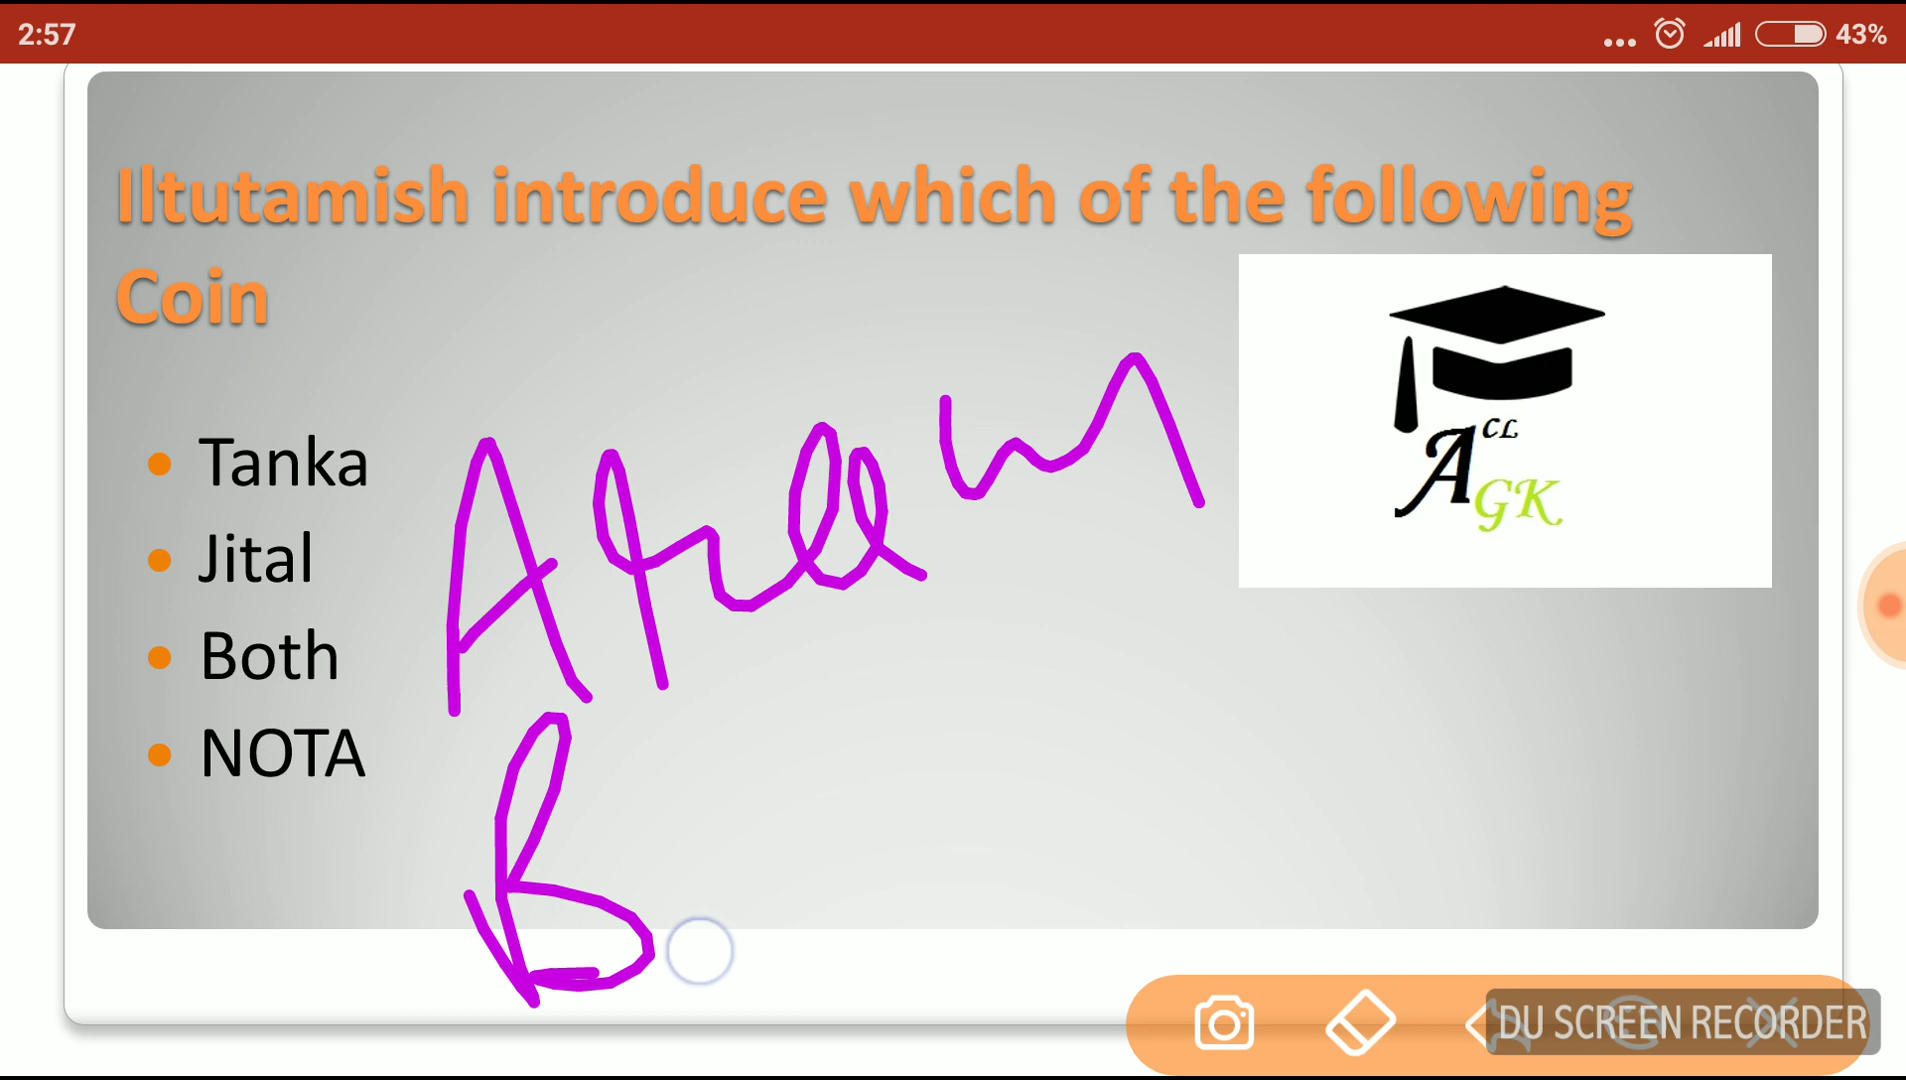 2:57
43%
Iltutamish introduce which of the following
Coin
Tanka
Jital
Both
NOTA
A CL
GK
Aram
B
DU SCREEN RECORDER